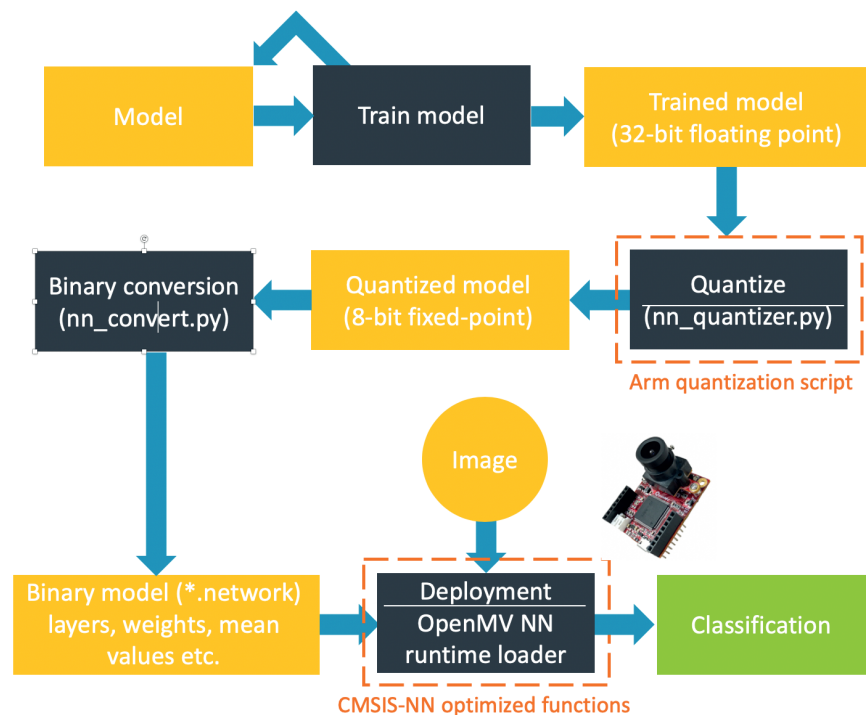 Model
Train model
Trained model
(32-bit floating point)
Binary conversion
(nn_convert.py)
Quantized model
(8-bit fixed-point)
Quantize
(nn_quantizer.py)
Arm quantization script
Image
Binary model (*.network)
layers, weights, mean
values etc.
Deployment
OpenMV NN
runtime loader
Classification
CMSIS-NN optimized functions